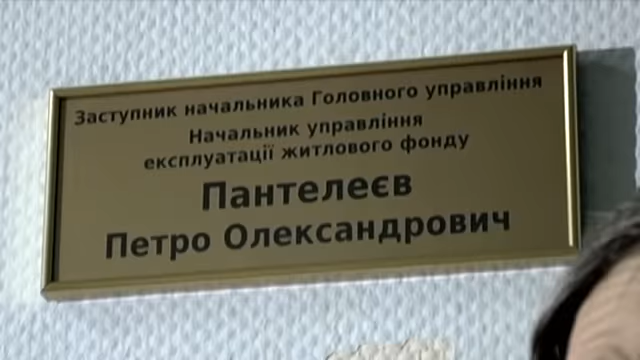 Заступник начальника Головного управління
Начальник управління
експлуатації житлового фонду
Пантелеєв
Петро Олександрович